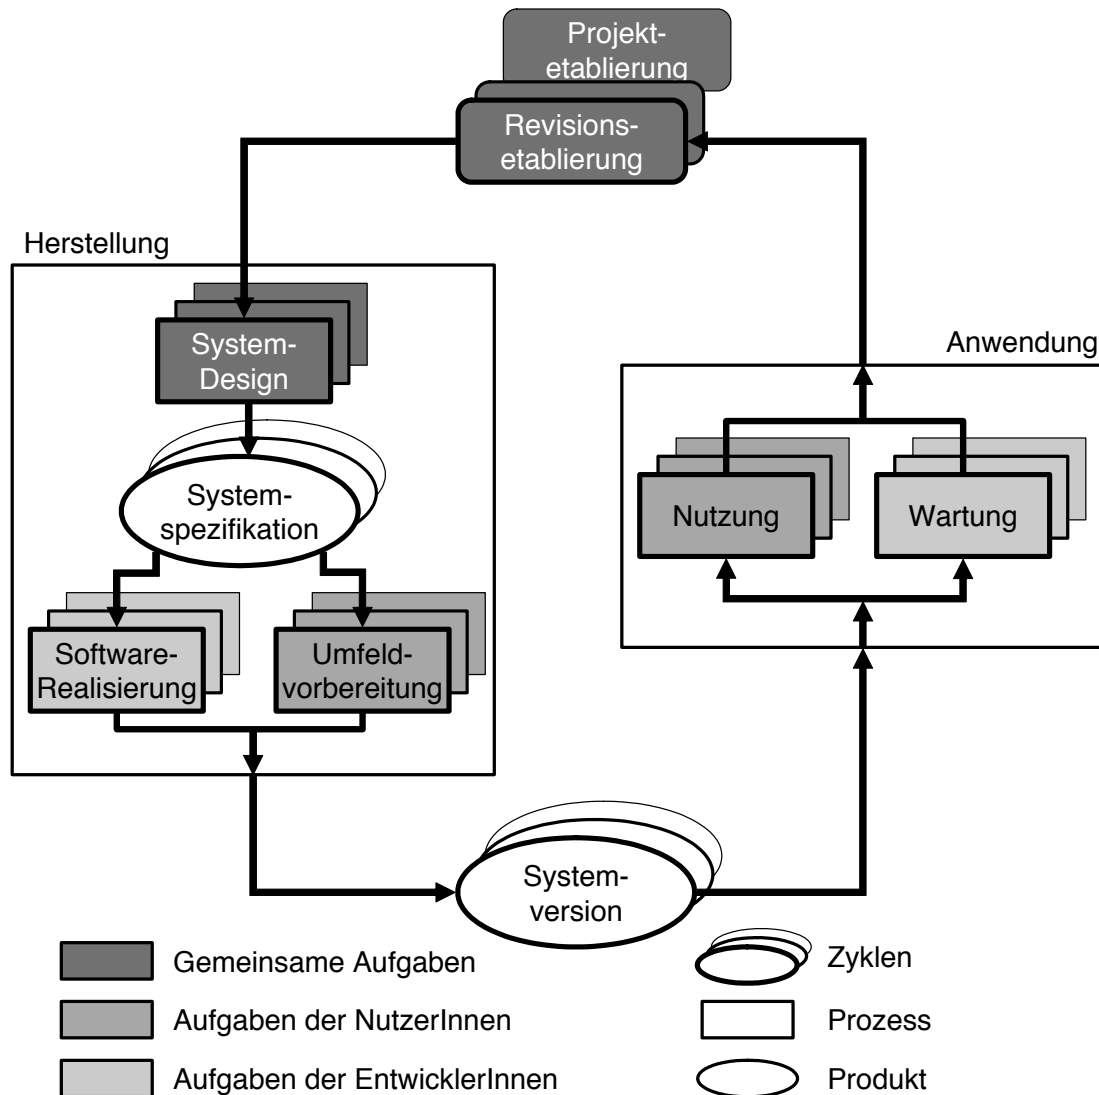 Projekt-
etablierung
Revisions-
etablierung
Herstellung
System-
Design
System-
spezifikation
Software-
Realisierung
Umfeld-
vorbereitung
Anwendung
Nutzung
Wartung
System-
version
Gemeinsame Aufgaben
Aufgaben der NutzerInnen
Aufgaben der EntwicklerInnen
Zyklen
Prozess
Produkt